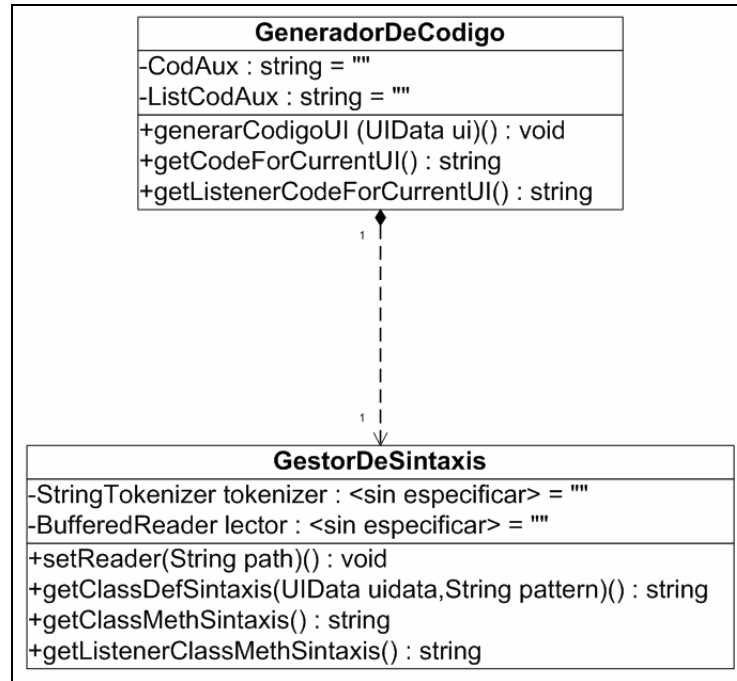 GeneradorDeCodigo
-CodAux : string = ""
-ListCodAux : string = ""
+generarCodigoUI (UIData ui)() : void
+getCodeForCurrentUI() : string
+getListenerCodeForCurrentUI() : string
1
1
GestorDeSintaxis
-StringTokenizer tokenizer : <sin especificar> = ""
-BufferedReader lector : <sin especificar> = ""
+setReader(String path)() : void
+getClassDefSintaxis(UIData uidata,String pattern)() : string
+getClassMethSintaxis() : string
+getListenerClassMethSintaxis() : string